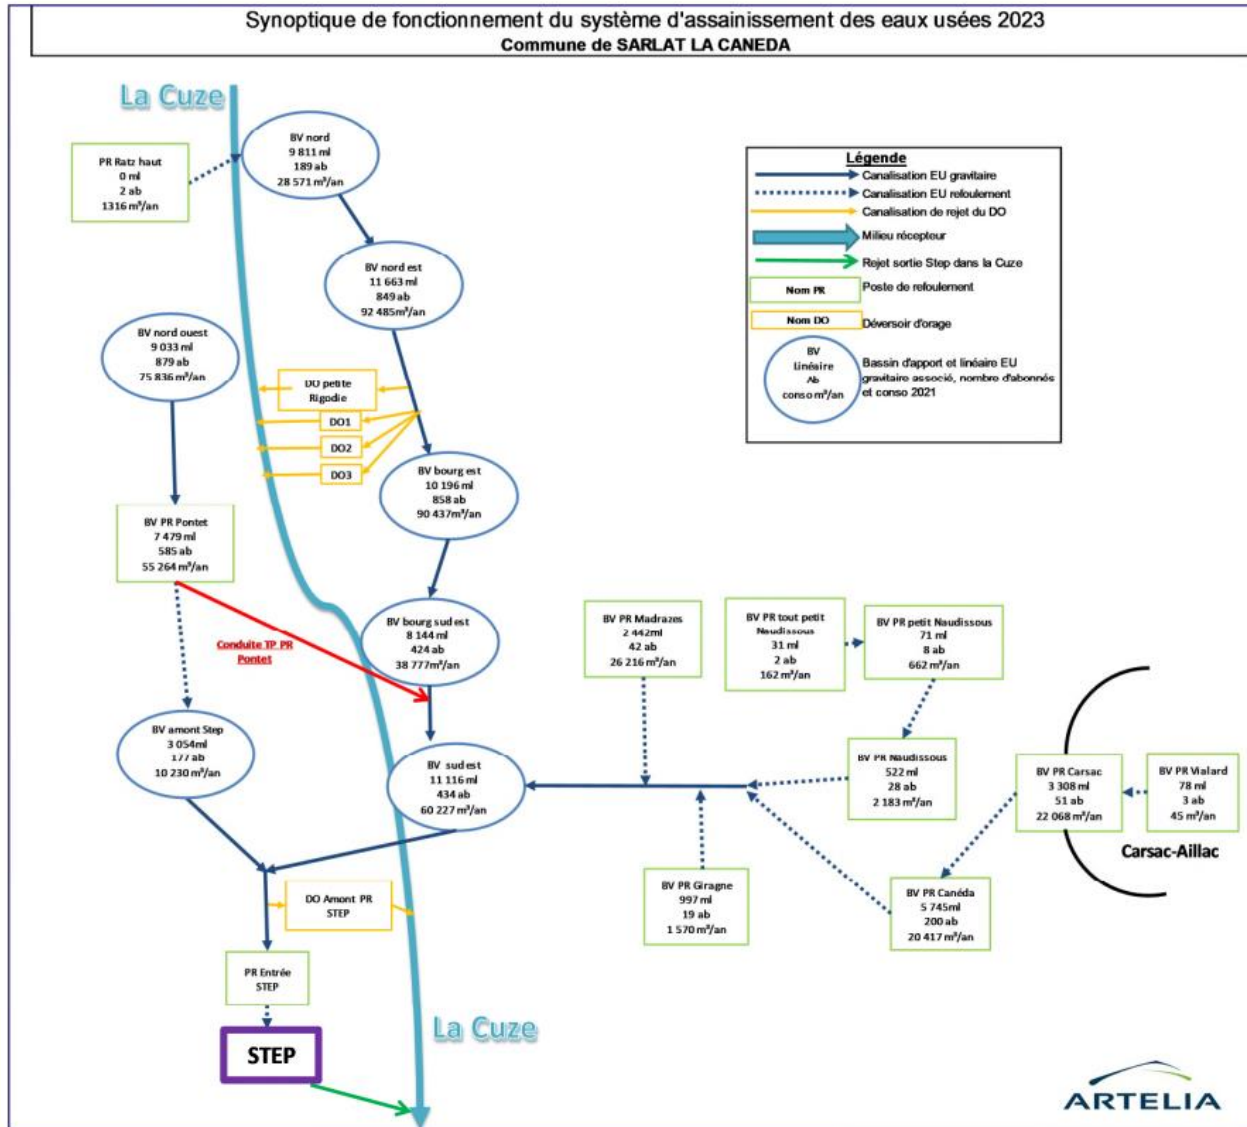 Synoptique de fonctionnement du système d'assainissement des eaux usées 2023
Commune de SARLAT LA CANEDA
La Cuze
PR Ratz haut
0 ml
2 ab
1316 m³/an
BV nord
9 811 ml
189 ab
28 571 m³/an
BV nord est
11 663 ml
849 ab
92 485m³/an
BV nord ouest
9 033 ml
879 ab
75 836 m³/an
DO petite
Rigodie
DO1
DO2
DO3
BV bourg est
10 196 ml
858 ab
90 437m³/an
BV PR Pontet
7 479 ml
585 ab
55 264 m³/an
Conduite TP PR
Pontet
BV bourg sud est
8 144 ml
424 ab
38 777m³/an
BV amont Step
3 054ml
177 ab
10 230 m³/an
BV sud est
11 116 ml
434 ab
60 227 m³/an
DO Amont PR
STEP
PR Entrée
STEP
STEP
La Cuze
Légende
Canalisation EU gravitaire
Canalisation EU refoulement
Canalisation de rejet du DO
Milieu récepteur
Rejet sortie Step dans la Cuze
Nom PR
Poste de refoulement
Nom DO
Déversoir d'orage
BV
Linéaire
Ab
conso m³/an
Bassin d'apport et linéaire EU
gravitaire associé, nombre d'abonnés
et conso 2021
BV PR Madrazes
2 442ml
42 ab
26 216 m³/an
BV PR tout petit
Naudissous
31 ml
2 ab
162 m³/an
BV PR petit Naudissous
71 ml
8 ab
662 m³/an
BV PR Naudissous
522 ml
28 ab
2 183 m³/an
BV PR Carsac
3 308 ml
51 ab
22 068 m³/an
BV PR Vialard
78 ml
3 ab
45 m³/an
Carsac-Aillac
BV PR Giragne
997 ml
19 ab
1 570 m³/an
BV PR Canéda
5 745ml
200 ab
20 417 m³/an
ARTELIA